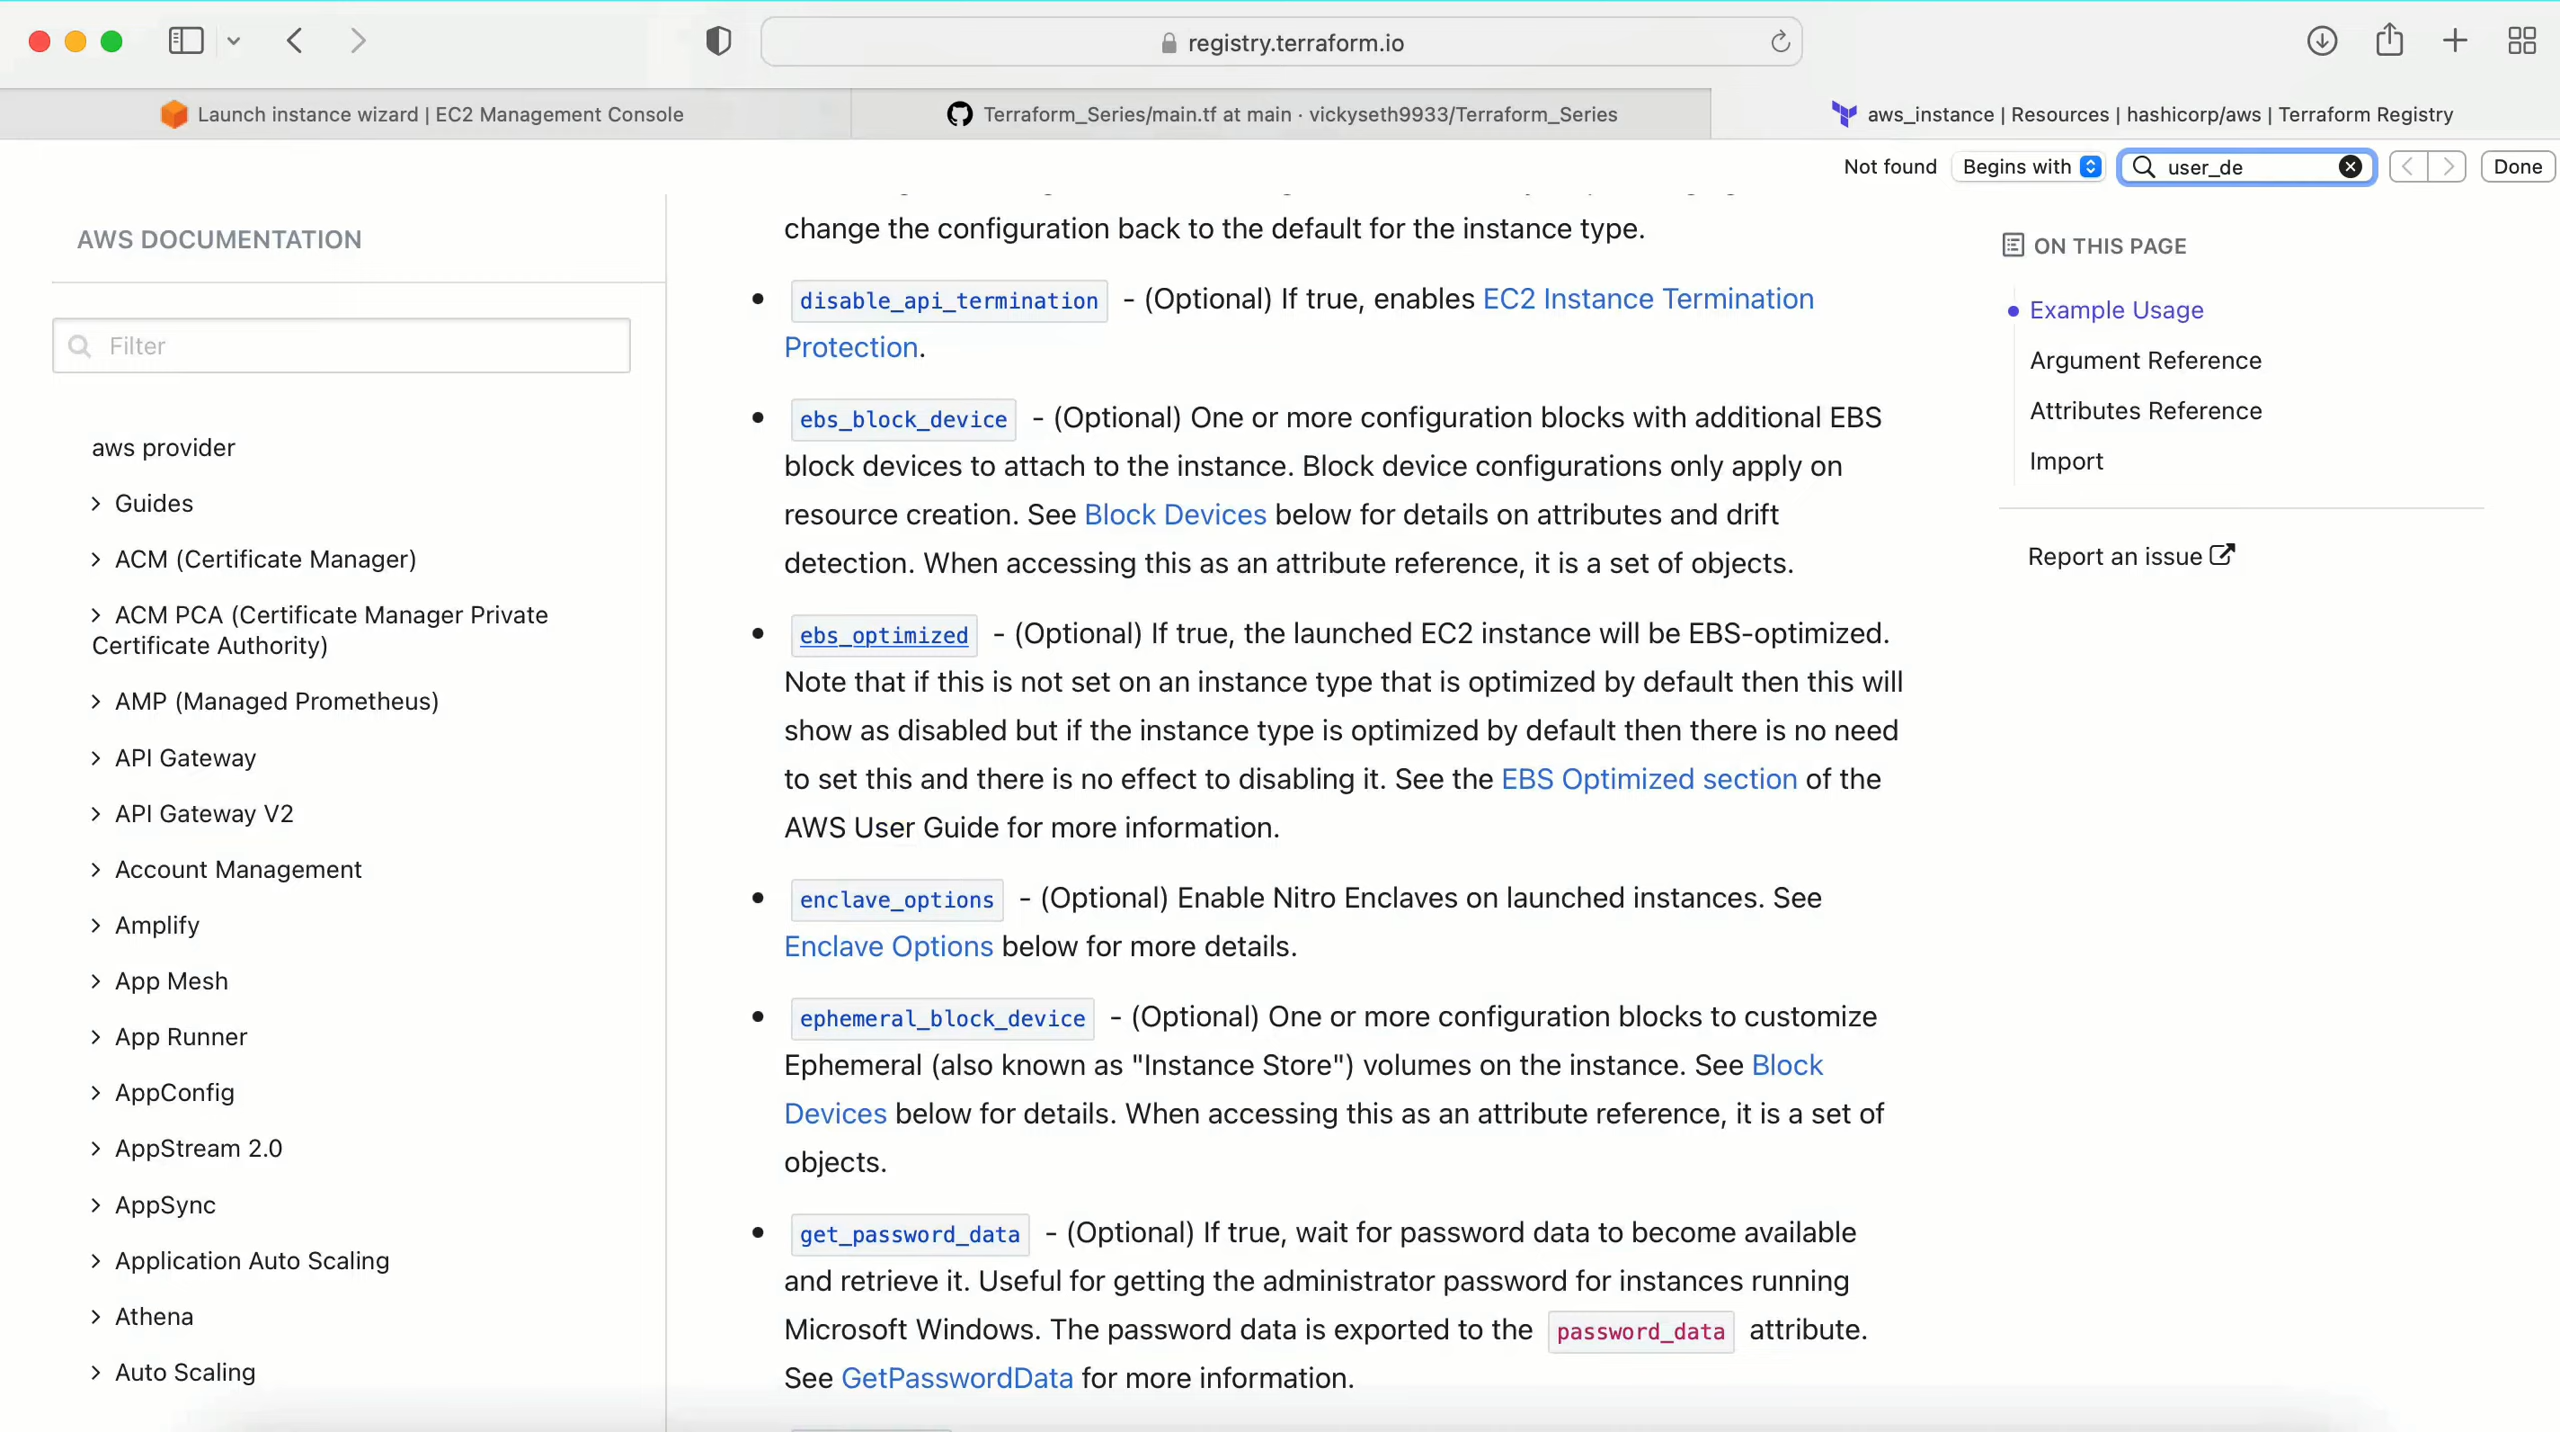 registry.terraform.io
Launch instance wizard | EC2 Management Console
Terraform_Series/main.tf at main · vickyseth9933/Terraform_Series
aws_instance | Resources | hashicorp/aws | Terraform Registry
Not found
Begins with
user_de
Done
AWS DOCUMENTATION
Filter
aws provider
Guides
ACM (Certificate Manager)
ACM PCA (Certificate Manager Private
Certificate Authority)
AMP (Managed Prometheus)
API Gateway
API Gateway V2
Account Management
Amplify
App Mesh
App Runner
AppConfig
AppStream 2.0
AppSync
Application Auto Scaling
Athena
Auto Scaling
change the configuration back to the default for the instance type.
disable_api_termination - (Optional) If true, enables EC2 Instance Termination
Protection.
ebs_block_device - (Optional) One or more configuration blocks with additional EBS
block devices to attach to the instance. Block device configurations only apply on
resource creation. See Block Devices below for details on attributes and drift
detection. When accessing this as an attribute reference, it is a set of objects.
ebs_optimized - (Optional) If true, the launched EC2 instance will be EBS-optimized.
Note that if this is not set on an instance type that is optimized by default then this will
show as disabled but if the instance type is optimized by default then there is no need
to set this and there is no effect to disabling it. See the EBS Optimized section of the
AWS User Guide for more information.
enclave_options - (Optional) Enable Nitro Enclaves on launched instances. See
Enclave Options below for more details.
ephemeral_block_device - (Optional) One or more configuration blocks to customize
Ephemeral (also known as "Instance Store") volumes on the instance. See Block
Devices below for details. When accessing this as an attribute reference, it is a set of
objects.
get_password_data - (Optional) If true, wait for password data to become available
and retrieve it. Useful for getting the administrator password for instances running
Microsoft Windows. The password data is exported to the password_data attribute.
See GetPasswordData for more information.
ON THIS PAGE
Example Usage
Argument Reference
Attributes Reference
Import
Report an issue